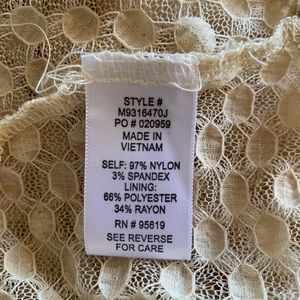 STYLE #
M9316470J
PO # 020959
MADE IN
VIETNAM
SELF: 97% NYLON
3% SPANDEX
LINING:
66% POLYESTER
34% RAYON
RN # 95619
SEE REVERSE
FOR CARE